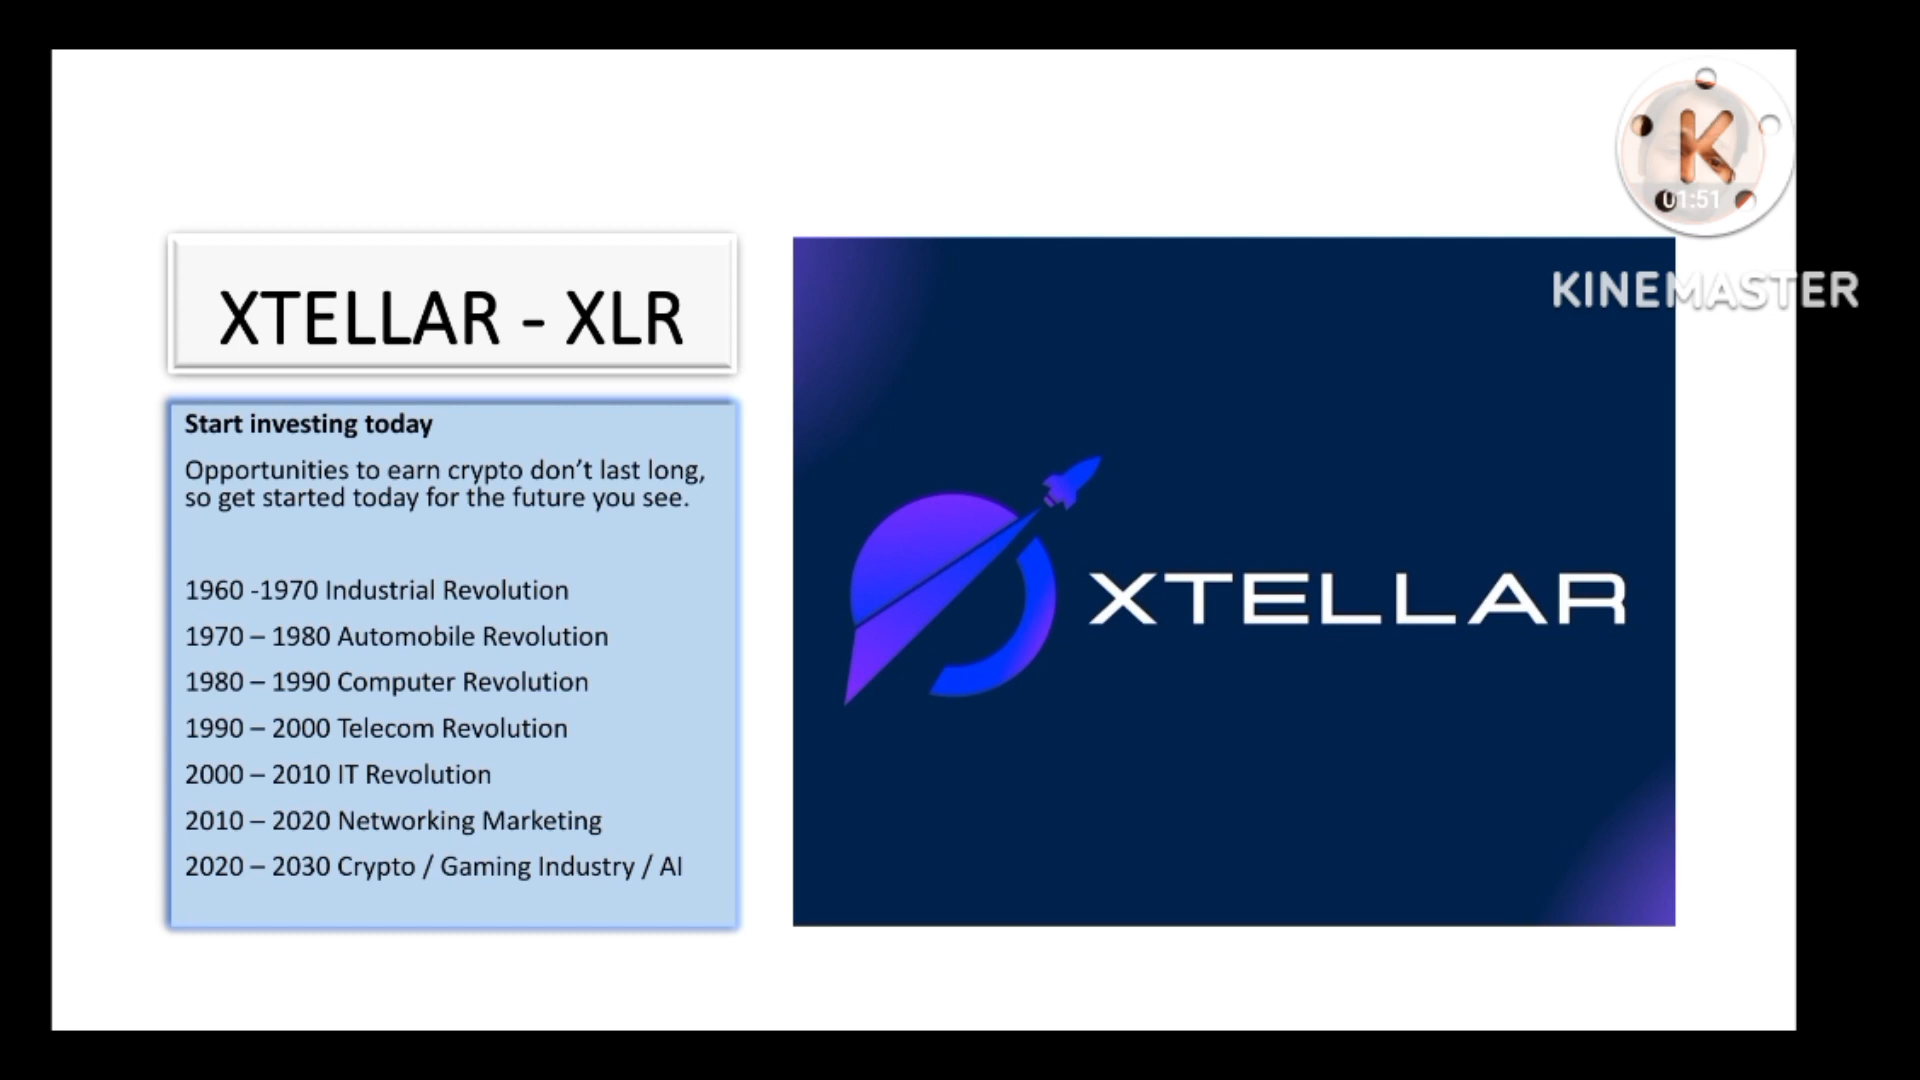 K
01:51
KINEMASTER
XTELLAR - XLR
Start investing today
Opportunities to earn crypto don’t last long,
so get started today for the future you see.
1960 -1970 Industrial Revolution
1970 – 1980 Automobile Revolution
1980 – 1990 Computer Revolution
1990 – 2000 Telecom Revolution
2000 – 2010 IT Revolution
2010 – 2020 Networking Marketing
2020 – 2030 Crypto / Gaming Industry / AI
XTELLAR